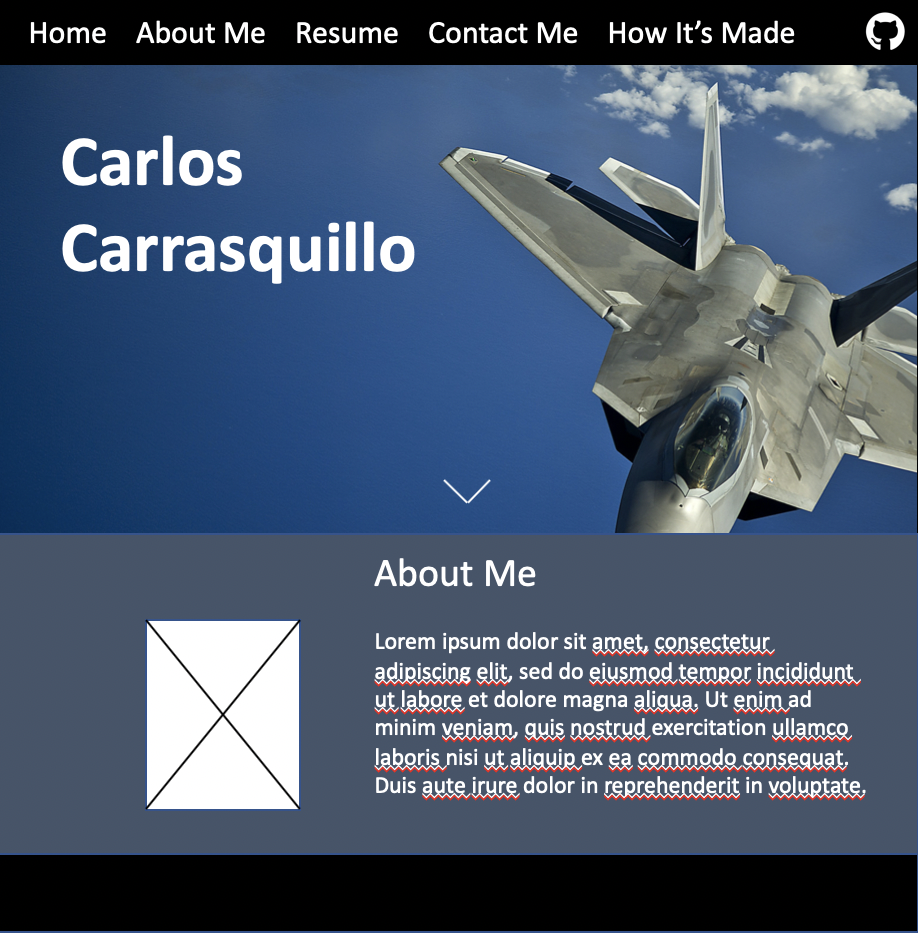 Home About Me Resume Contact Me How It’s Made
Carlos
Carrasquillo
About Me
Lorem ipsum dolor sit amet, consectetur
adipiscing elit, sed do eiusmod tempor incididunt
ut labore et dolore magna aliqua. Ut enim ad
minim veniam, quis nostrud exercitation ullamco
laboris nisi ut aliquip ex ea commodo consequat.
Duis aute irure dolor in reprehenderit in voluptate.